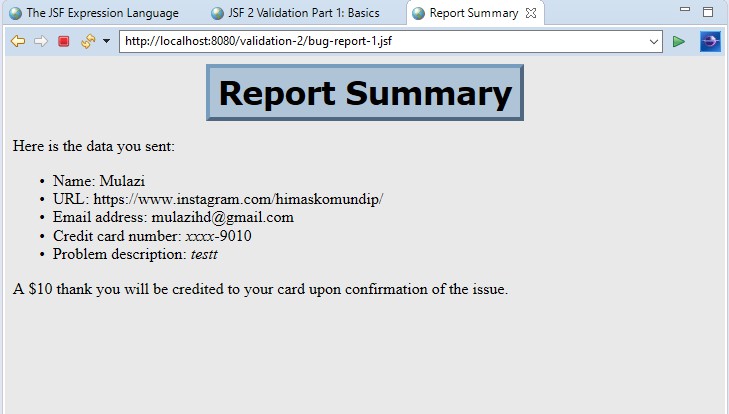 The JSF Expression Language JSF 2 Validation Part 1: Basics Report Summary
http://localhost:8080/validation-2/bug-report-1.jsf
Report Summary
Here is the data you sent:
• Name: Mulazi
• URL: https://www.instagram.com/himaskomundip/
• Email address: mulazihd@gmail.com
• Credit card number: xxxx-9010
• Problem description: testt
A $10 thank you will be credited to your card upon confirmation of the issue.